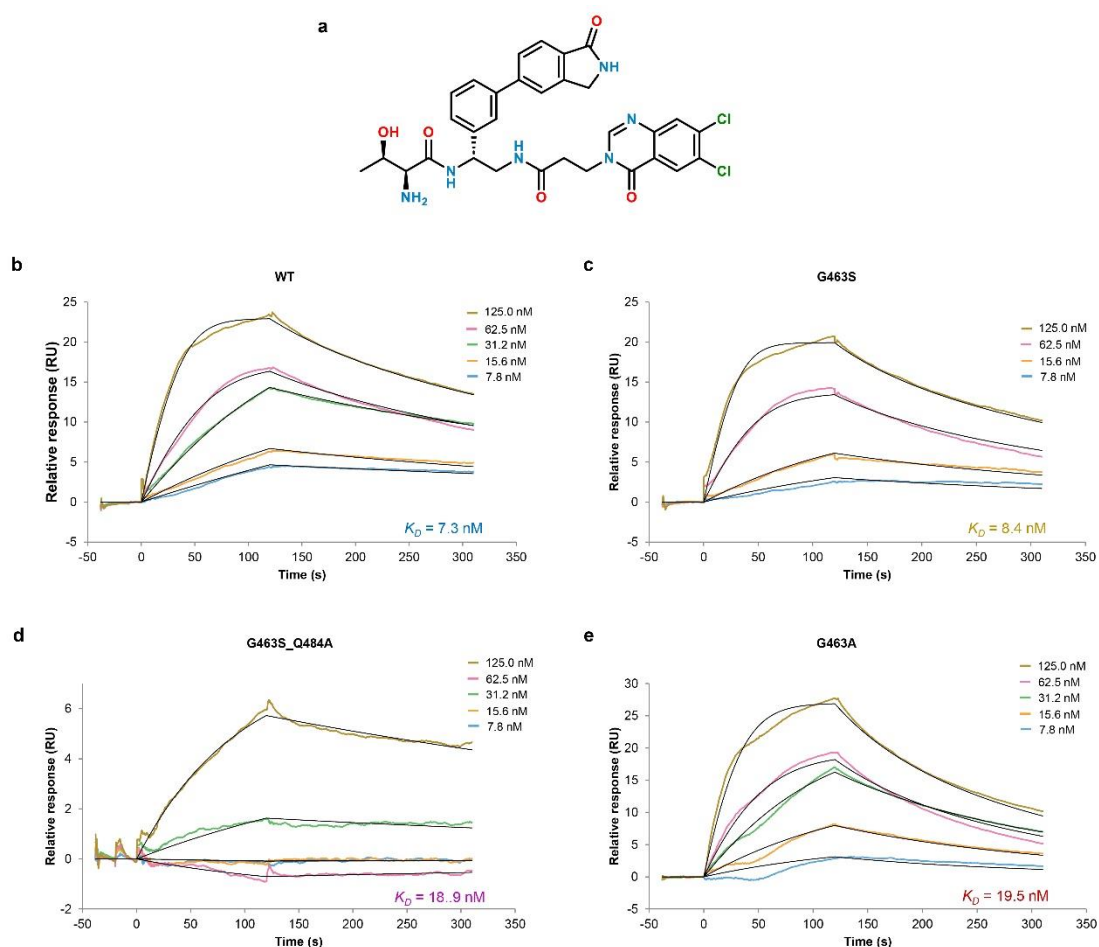 a
O
NH
OH
O
H
N
N
Cl
N
H
NH2
O
N
O
Cl
b
WT
Relative response (RU)
25
20
15
10
5
0
-5
-50 0 50 100 150 200 250 300 350
Time (s)
125.0 nM
62.5 nM
31.2 nM
15.6 nM
7.8 nM
KD = 7.3 nM
c
G463S
Relative response (RU)
25
20
15
10
5
0
-5
-50 0 50 100 150 200 250 300 350
Time (s)
125.0 nM
62.5 nM
15.6 nM
7.8 nM
KD = 8.4 nM
d
G463S_Q484A
Relative response (RU)
6
4
2
0
-2
-50 0 50 100 150 200 250 300 350
Time (s)
125.0 nM
62.5 nM
31.2 nM
15.6 nM
7.8 nM
KD = 18..9 nM
e
G463A
Relative response (RU)
30
25
20
15
10
5
0
-5
-50 0 50 100 150 200 250 300 350
Time (s)
125.0 nM
62.5 nM
31.2 nM
15.6 nM
7.8 nM
KD = 19.5 nM